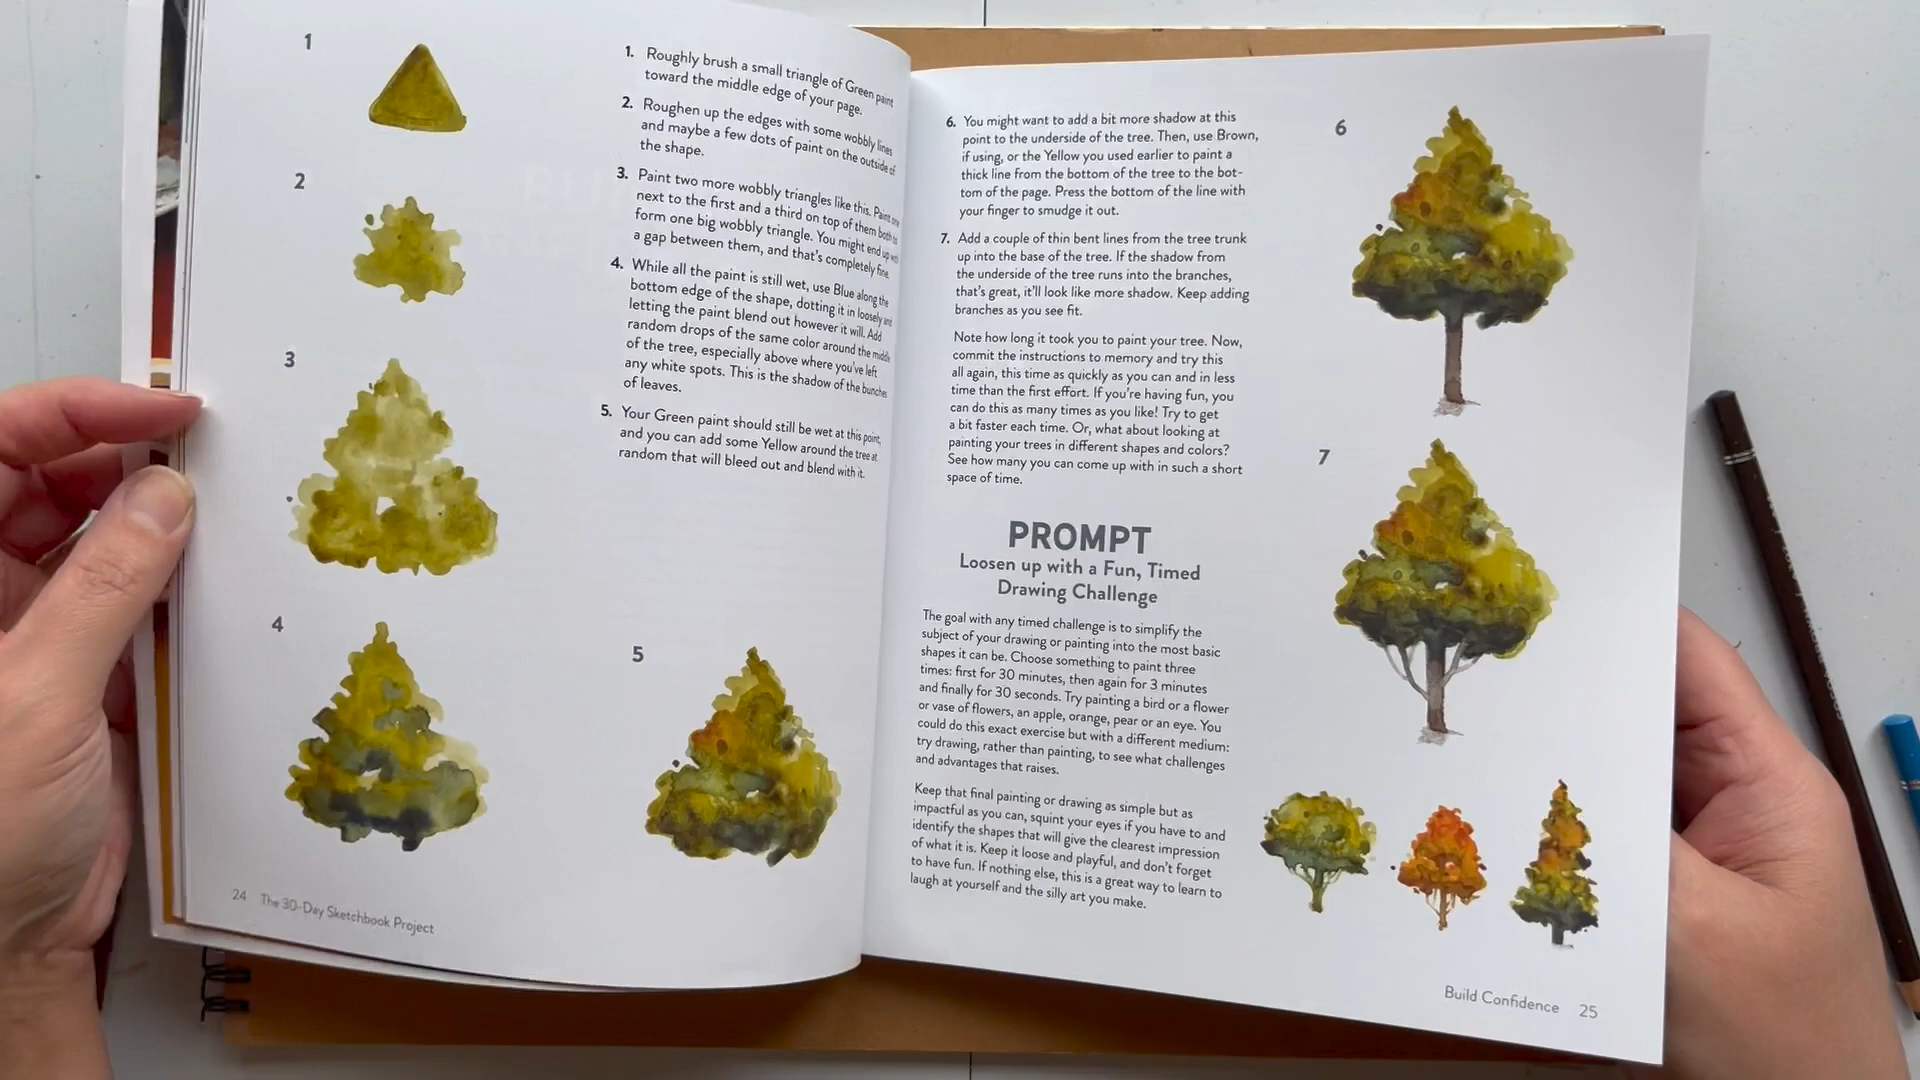 1
1. Roughly brush a small triangle of Green paint
toward the middle edge of your page.
2. Roughen up the edges with some wobbly lines
and maybe a few dots of paint on the outside of
the shape.
3. Paint two more wobbly triangles like this. Paint one
next to the first and a third on top of them both to
form one big wobbly triangle. You might end up with
a gap between them, and that's completely fine.
4. While all the paint is still wet, use Blue along the
bottom edge of the shape, dotting it in loosely and
letting the paint blend out however it will. Add
random drops of the same color around the middle
of the tree, especially above where you've left
any white spots. This is the shadow of the bunches
of leaves.
5. Your Green paint should still be wet at this point,
and you can add some Yellow around the tree at
random that will bleed out and blend with it.
2
3
4
5
24 The 30-Day Sketchbook Project
6. You might want to add a bit more shadow at this
point to the underside of the tree. Then, use Brown,
if using, or the Yellow you used earlier to paint a
thick line from the bottom of the tree to the bot-
tom of the page. Press the bottom of the line with
your finger to smudge it out.
7. Add a couple of thin bent lines from the tree trunk
up into the base of the tree. If the shadow from
the underside of the tree runs into the branches,
that's great, it'll look like more shadow. Keep adding
branches as you see fit.
Note how long it took you to paint your tree. Now,
commit the instructions to memory and try this
all again, this time as quickly as you can and in less
time than the first effort. If you're having fun, you
can do this as many times as you like! Try to get
a bit faster each time. Or, what about looking at
painting your trees in different shapes and colors?
See how many you can come up with in such a short
space of time.
PROMPT
Loosen up with a Fun, Timed
Drawing Challenge
The goal with any timed challenge is to simplify the
subject of your drawing or painting into the most basic
shapes it can be. Choose something to paint three
times: first for 30 minutes, then again for 3 minutes
and finally for 30 seconds. Try painting a bird or a flower
or vase of flowers, an apple, orange, pear or an eye. You
could do this exact exercise but with a different medium:
try drawing, rather than painting, to see what challenges
and advantages that raises.
Keep that final painting or drawing as simple but as
impactful as you can, squint your eyes if you have to and
identify the shapes that will give the clearest impression
of what it is. Keep it loose and playful, and don't forget
to have fun. If nothing else, this is a great way to learn to
laugh at yourself and the silly art you make.
6
7
Build Confidence 25